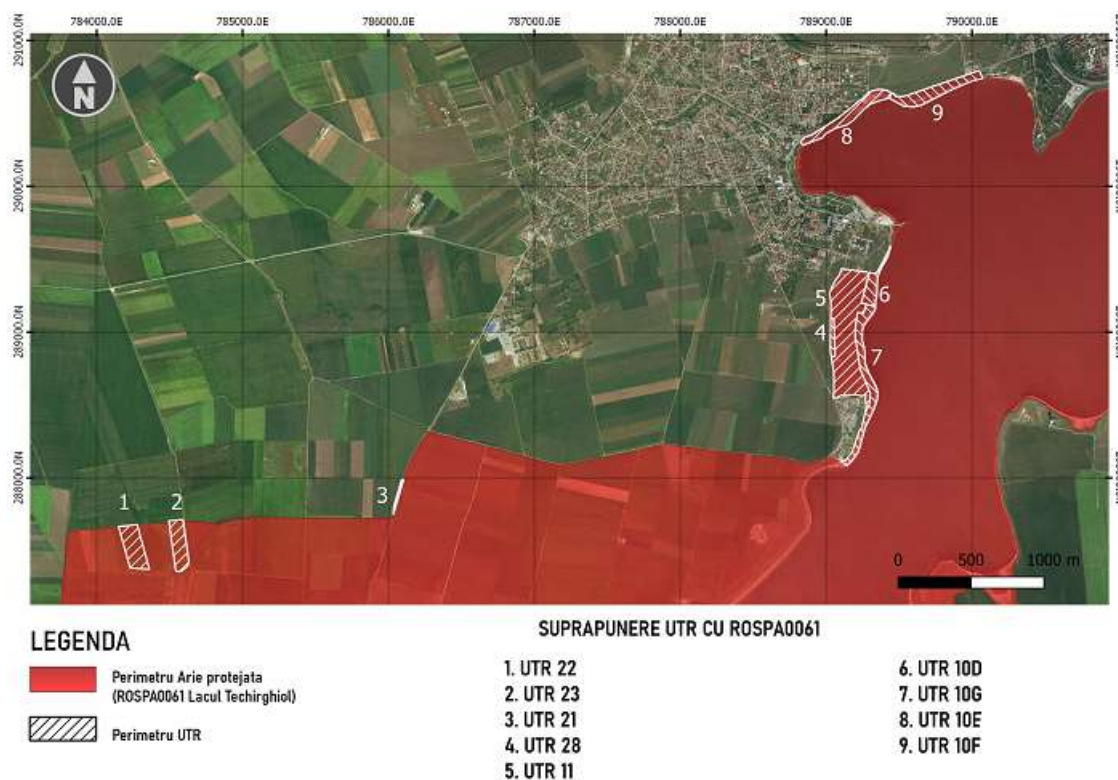 784000.0E 785000.0E 786000.0E 787000.0E 788000.0E 789000.0E 790000.0E
291000.0N
290000.0N
289000.0N
288000.0N
N
1
2
3
4
5
6
7
8
9
0 500 1000 m
LEGENDA
Perimetru Arie protejata
(ROSPA0061 Lacul Techirghiol)
Perimetru UTR
SUPRAPUNERE UTR CU ROSPA0061
1. UTR 22
2. UTR 23
3. UTR 21
4. UTR 28
5. UTR 11
6. UTR 10D
7. UTR 10G
8. UTR 10E
9. UTR 10F